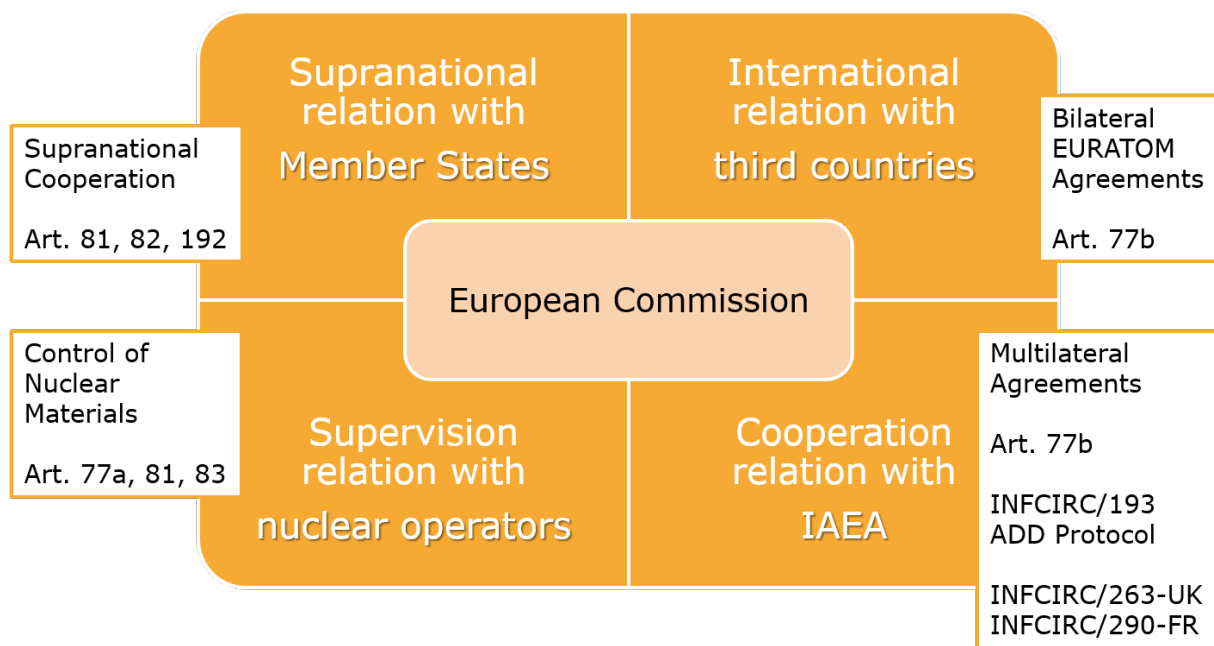 Supranational
relation with
Member States
International
relation with
third countries
Supranational
Cooperation
Art. 81, 82, 192
Bilateral
EURATOM
Agreements
Art. 77b
European Commission
Control of
Nuclear
Materials
Art. 77a, 81, 83
Supervision
relation with
nuclear operators
Cooperation
relation with
IAEA
Multilateral
Agreements
Art. 77b
INFCIRC/193
ADD Protocol
INFCIRC/263-UK
INFCIRC/290-FR